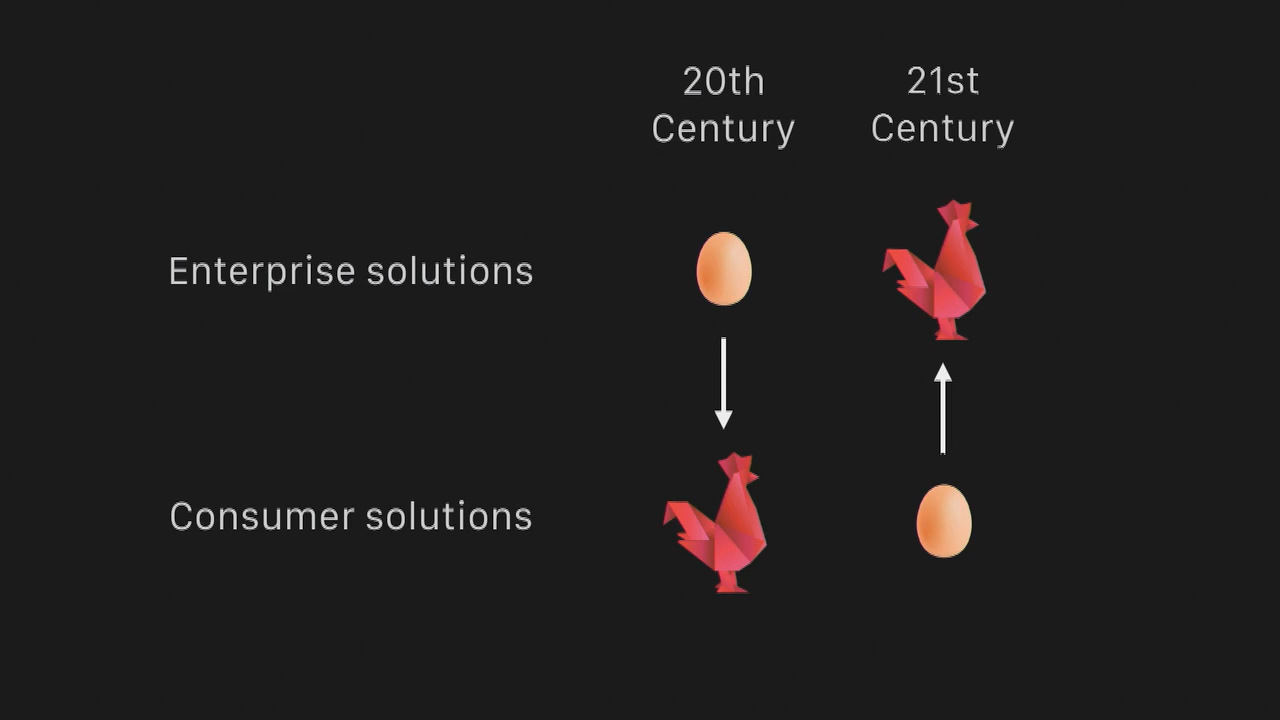 20th
Century
21st
Century
Enterprise solutions
Consumer solutions